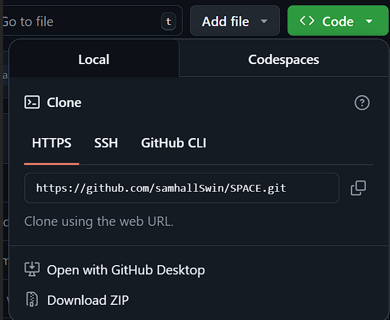 Go to file
t
Add file
Code
Local
Codespaces
Clone
HTTPS
SSH
GitHub CLI
https://github.com/samhallSwin/SPACE.git
Clone using the web URL.
Open with GitHub Desktop
Download ZIP